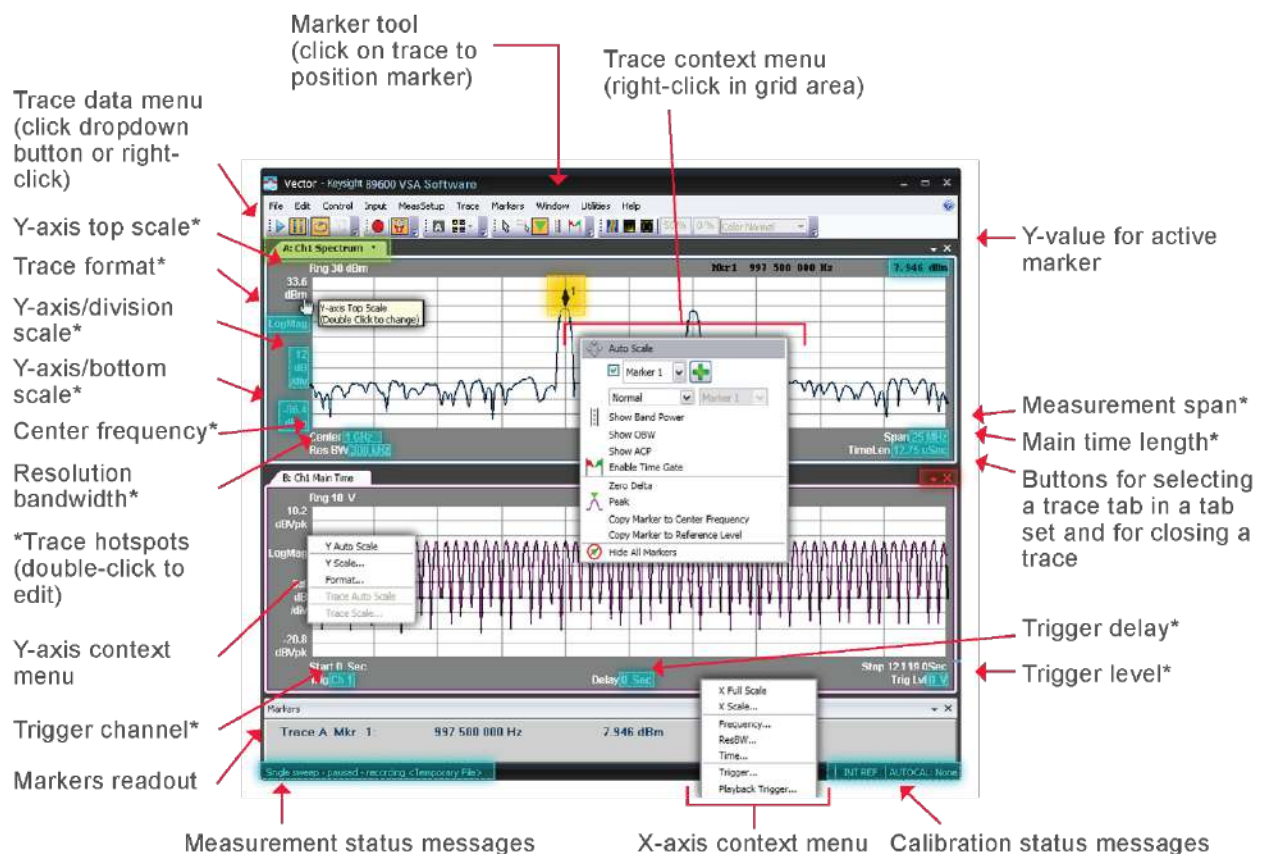 Marker tool
(click on trace to
position marker)
Trace context menu
(right-click in grid area)
Trace data menu
(click dropdown
button or right-
click)
Y-axis top scale*
Trace format*
Y-axis/division
scale*
Y-axis/bottom
scale*
Center frequency*
Resolution
bandwidth*
*Trace hotspots
(double-click to
edit)
Y-axis context
menu
Trigger channel*
Markers readout
Vector - Keysight 89600 VSA Software
File Edit Control Input MeasSetup Trace Markers Window Utilities Help
50% 0 % Color Normal
A: Ch1 Spectrum
Rng 30 dBm Mkr1 997 500 000 Hz 7.946 dBm
33.6
dBm
Y-axis Top Scale
(Double Click to change)
LogMag
12
dB
/div
-86.4
Center 1 GHz Span 25 MHz
Res BW 300 kHz TimeLen 12.75 uSec
1
Auto Scale
Marker 1
Normal Marker 1
Show Band Power
Show OBW
Show ACP
Enable Time Gate
Zero Delta
Peak
Copy Marker to Center Frequency
Copy Marker to Reference Level
Hide All Markers
B: Ch1 Main Time
Rng 10 V
10.2
dBVpk
LogMag
dB
/div
-20.8
dBVpk
Y Auto Scale
Y Scale...
Format...
Trace Auto Scale
Trace Scale...
Start 0 Sec Stop 12.1190Sec
Trig Ch 1 Delay 0 Sec Trig Lvl 0 V
Markers
Trace A Mkr 1: 997 500 000 Hz 7.946 dBm
X Full Scale
X Scale...
Frequency...
ResBW...
Time...
Trigger...
Playback Trigger...
Single sweep - paused - recording <Temporary File> INT REF AUTOCAL: None
Y-value for active
marker
Measurement span*
Main time length*
Buttons for selecting
a trace tab in a tab
set and for closing a
trace
Trigger delay*
Trigger level*
Measurement status messages
X-axis context menu
Calibration status messages